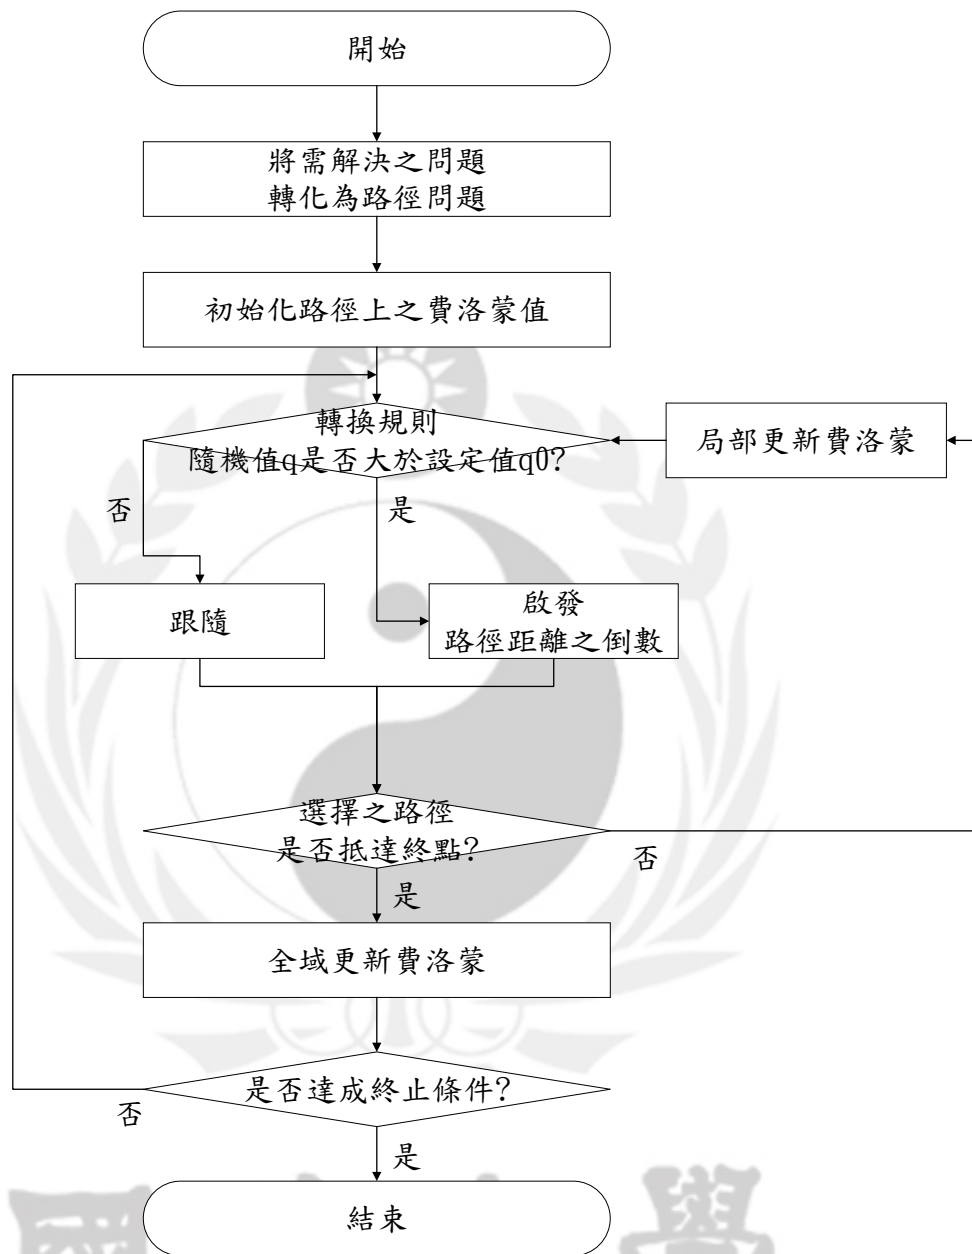 開始
將需解決之問題
轉化為路徑問題
初始化路徑上之費洛蒙值
轉換規則
隨機值q是否大於設定值q0?
局部更新費洛蒙
否
是
跟隨
啟發
路徑距離之倒數
選擇之路徑
是否抵達終點?
否
是
全域更新費洛蒙
是否達成終止條件?
否
是
結束
國
學